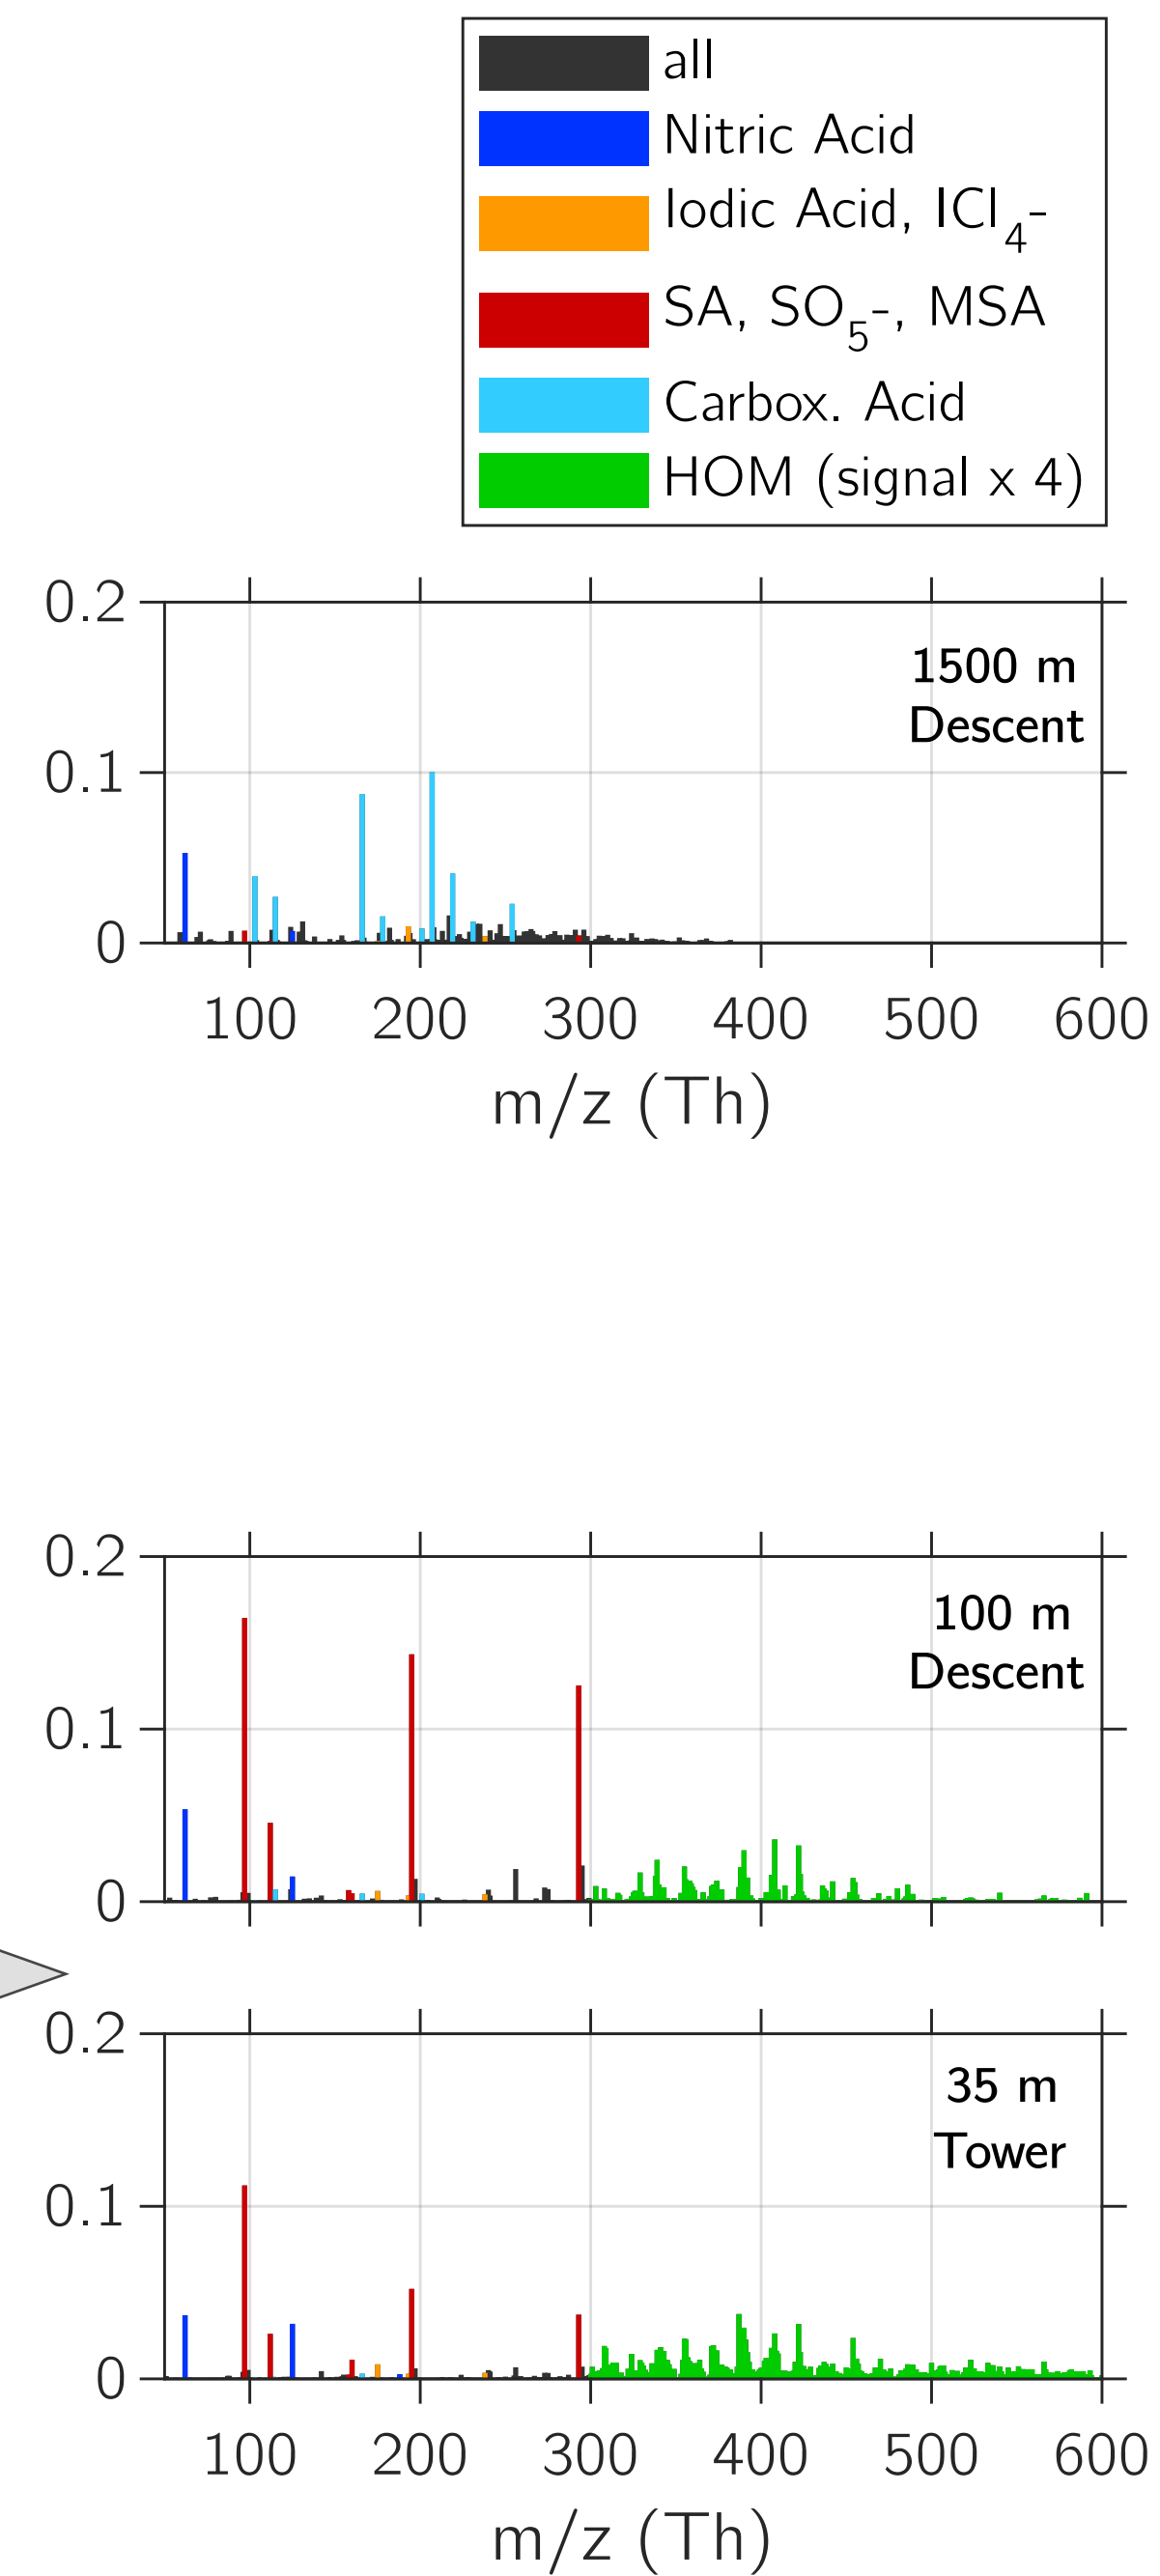 all
Nitric Acid
Iodic Acid, ICl4-
SA, SO5-, MSA
Carbox. Acid
HOM (signal x 4)
0.2
1500 m
Descent
0.1
0
100 200 300 400 500 600
m/z (Th)
0.2
100 m
Descent
0.1
0
0.2
35 m
Tower
0.1
0
100 200 300 400 500 600
m/z (Th)